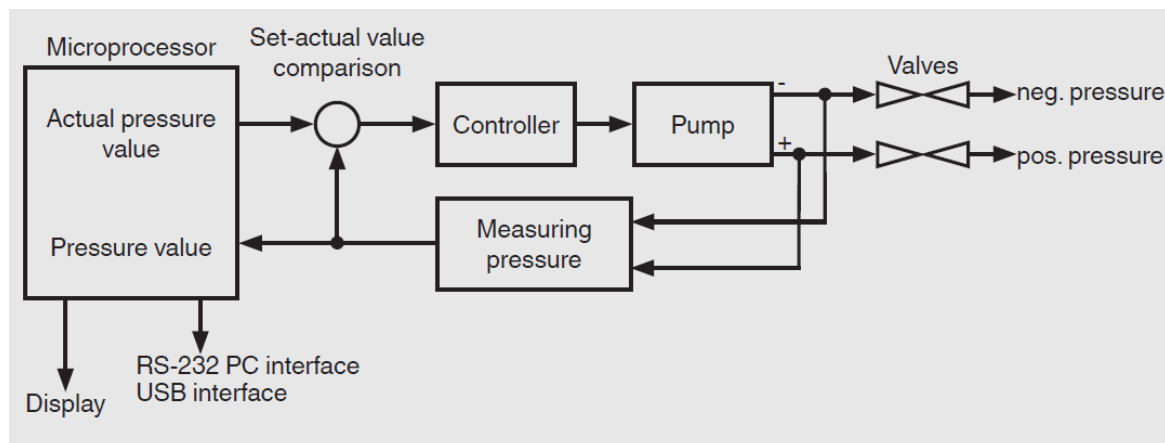 Microprocessor
Set-actual value
comparison
Actual pressure
value
Controller
Pump
-
+
Valves
neg. pressure
pos. pressure
Pressure value
Measuring
pressure
RS-232 PC interface
USB interface
Display